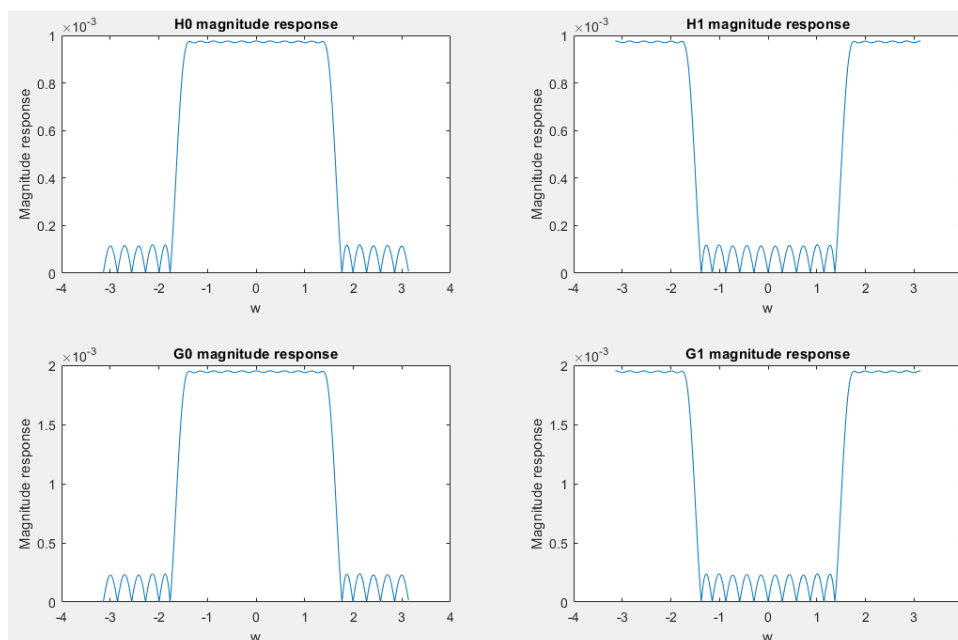 H0 magnitude response
×10⁻³
1
0.8
0.6
0.4
0.2
0
Magnitude response
-4 -3 -2 -1 0 1 2 3 4
w
H1 magnitude response
×10⁻³
1
0.8
0.6
0.4
0.2
0
Magnitude response
-4 -3 -2 -1 0 1 2 3
w
G0 magnitude response
×10⁻³
2
1.5
1
0.5
0
Magnitude response
-4 -3 -2 -1 0 1 2 3 4
w
G1 magnitude response
×10⁻³
2
1.5
1
0.5
0
Magnitude response
-4 -3 -2 -1 0 1 2 3
w